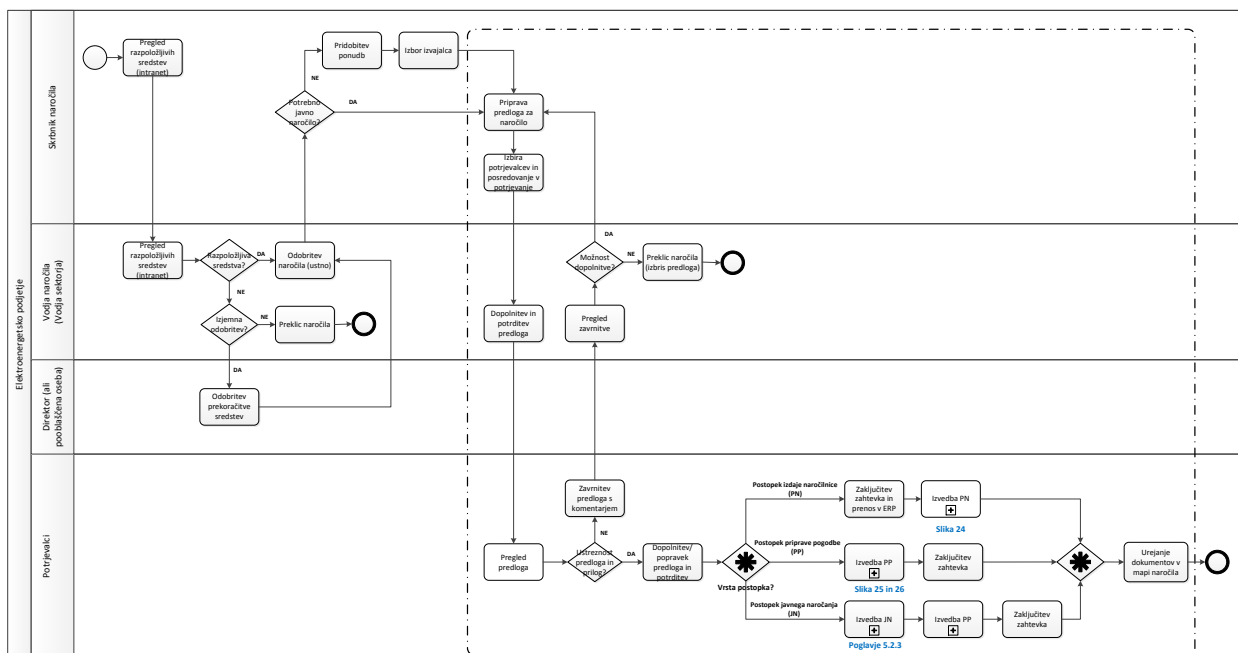 Elektroenergetsko podjetje
Skrbnik naročila
Pregled
razpoložljivih
sredstev
(intranet)
Pridobitev
ponudb
Izbor izvajalca
NE
Potrebno
javno
naročilo?
DA
Priprava
predloga za
naročilo
Izbira
potrjevalcev in
posredovanje v
potrjevanje
Vodja naročila
(Vodja sektorja)
Pregled
razpoložljivih
sredstev
(intranet)
Razpoložljiva
sredstva?
DA
Odobritev
naročila (ustno)
NE
Izjemna
odobritev?
NE
Preklic naročila
DA
DA
Možnost
dopolnitve?
NE
Preklic naročila
(izbris predloga)
Dopolnitev in
potrditev
predloga
Pregled
zavrnitve
Direktor (ali
pooblaščena oseba)
Odobritev
prekoračitve
sredstev
Potrjevalci
Zavrnitev
predloga s
komentarjem
NE
Pregled
predloga
Ustreznost
predloga in
prilog?
DA
Dopolnitev/
popravek
predloga in
potrditev
Vrsta postopka?
Postopek izdaje naročilnice
(PN)
Zaključitev
zahtevka in
prenos v ERP
Izvedba PN
Slika 24
Postopek priprave pogodbe
(PP)
Izvedba PP
Zaključitev
zahtevka
Slika 25 in 26
Postopek javnega naročanja
(JN)
Izvedba JN
Izvedba PP
Zaključitev
zahtevka
Poglavje 5.2.3
Urejanje
dokumentov v
mapi naročila